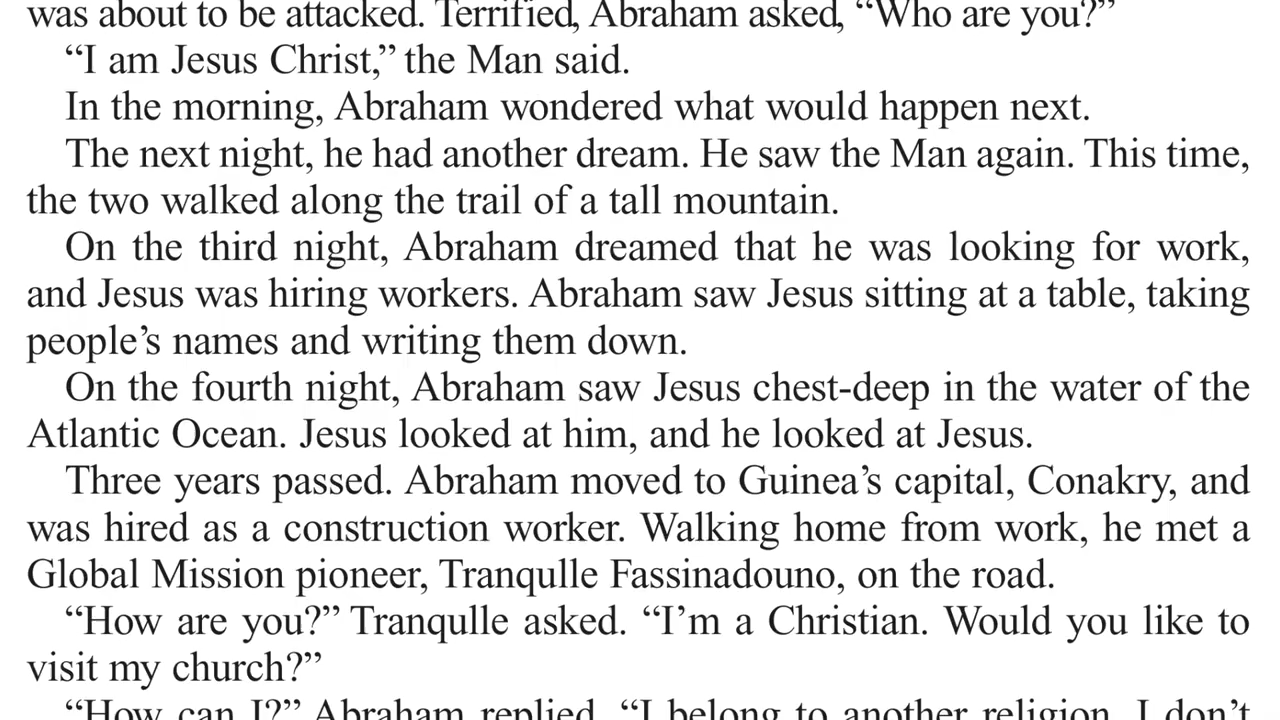 was about to be attacked. Terrified, Abraham asked, “Who are you?”
“I am Jesus Christ,” the Man said.
In the morning, Abraham wondered what would happen next.
The next night, he had another dream. He saw the Man again. This time,
the two walked along the trail of a tall mountain.
On the third night, Abraham dreamed that he was looking for work,
and Jesus was hiring workers. Abraham saw Jesus sitting at a table, taking
people’s names and writing them down.
On the fourth night, Abraham saw Jesus chest-deep in the water of the
Atlantic Ocean. Jesus looked at him, and he looked at Jesus.
Three years passed. Abraham moved to Guinea’s capital, Conakry, and
was hired as a construction worker. Walking home from work, he met a
Global Mission pioneer, Tranqulle Fassinadouno, on the road.
“How are you?” Tranqulle asked. “I’m a Christian. Would you like to
visit my church?”
“How can I?” Abraham replied. “I belong to another religion. I don’t